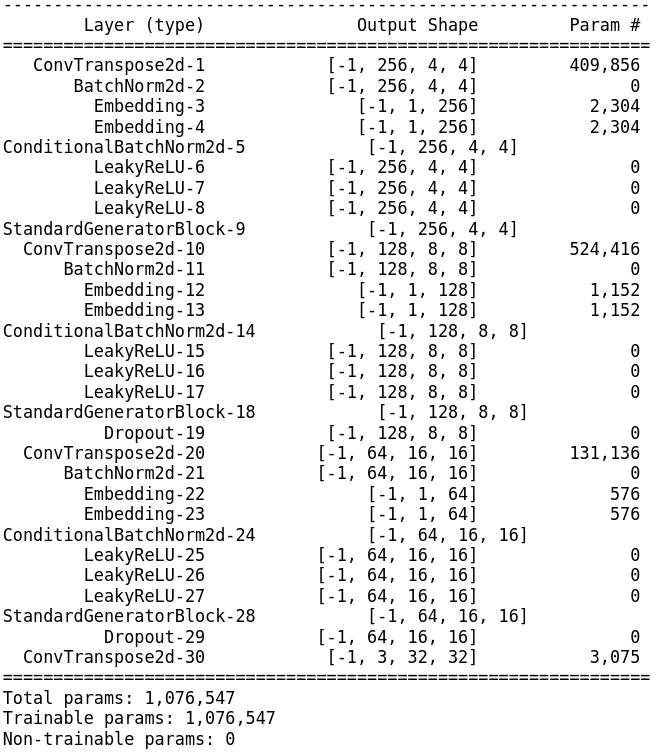 ----------------------------------------------------------------
        Layer (type)               Output Shape         Param #
================================================================
   ConvTranspose2d-1            [-1, 256, 4, 4]         409,856
       BatchNorm2d-2            [-1, 256, 4, 4]               0
         Embedding-3               [-1, 1, 256]           2,304
         Embedding-4               [-1, 1, 256]           2,304
ConditionalBatchNorm2d-5            [-1, 256, 4, 4]
         LeakyReLU-6            [-1, 256, 4, 4]               0
         LeakyReLU-7            [-1, 256, 4, 4]               0
         LeakyReLU-8            [-1, 256, 4, 4]               0
StandardGeneratorBlock-9            [-1, 256, 4, 4]
  ConvTranspose2d-10            [-1, 128, 8, 8]         524,416
      BatchNorm2d-11            [-1, 128, 8, 8]               0
        Embedding-12               [-1, 1, 128]           1,152
        Embedding-13               [-1, 1, 128]           1,152
ConditionalBatchNorm2d-14            [-1, 128, 8, 8]
        LeakyReLU-15            [-1, 128, 8, 8]               0
        LeakyReLU-16            [-1, 128, 8, 8]               0
        LeakyReLU-17            [-1, 128, 8, 8]               0
StandardGeneratorBlock-18            [-1, 128, 8, 8]
          Dropout-19            [-1, 128, 8, 8]               0
  ConvTranspose2d-20           [-1, 64, 16, 16]         131,136
      BatchNorm2d-21           [-1, 64, 16, 16]               0
        Embedding-22                [-1, 1, 64]             576
        Embedding-23                [-1, 1, 64]             576
ConditionalBatchNorm2d-24           [-1, 64, 16, 16]
        LeakyReLU-25           [-1, 64, 16, 16]               0
        LeakyReLU-26           [-1, 64, 16, 16]               0
        LeakyReLU-27           [-1, 64, 16, 16]               0
StandardGeneratorBlock-28           [-1, 64, 16, 16]
          Dropout-29           [-1, 64, 16, 16]               0
  ConvTranspose2d-30            [-1, 3, 32, 32]           3,075
================================================================
Total params: 1,076,547
Trainable params: 1,076,547
Non-trainable params: 0